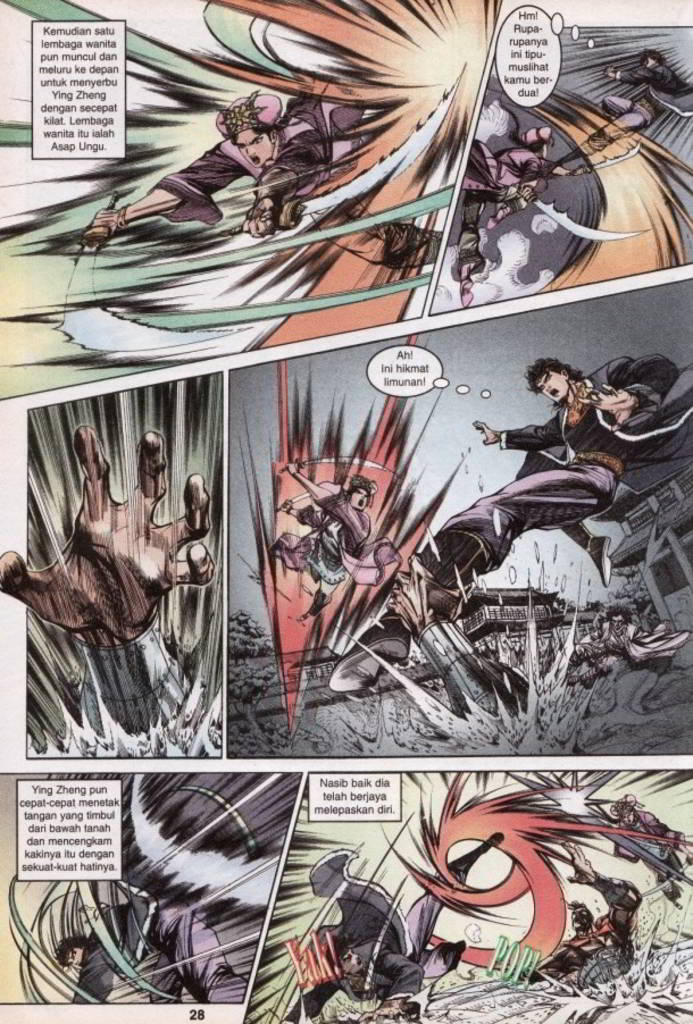 Kemudian satu
lembaga wanita
pun muncul dan
meluru ke depan
untuk menyerbu
Ying Zheng
dengan secepat
kilat. Lembaga
wanita itu ialah
Asap Ungu.
Hm!
Rupa-
rupanya
ini tipu-
muslihat
kamu ber-
dua!
Ah!
Ini hikmat
limunan!
Ying Zheng pun
cepat-cepat menetak
tangan yang timbul
dari bawah tanah
dan mencengkam
kakinya itu dengan
sekuat-kuat hatinya.
Nasib baik dia
telah berjaya
melepaskan diri.
POP!
28